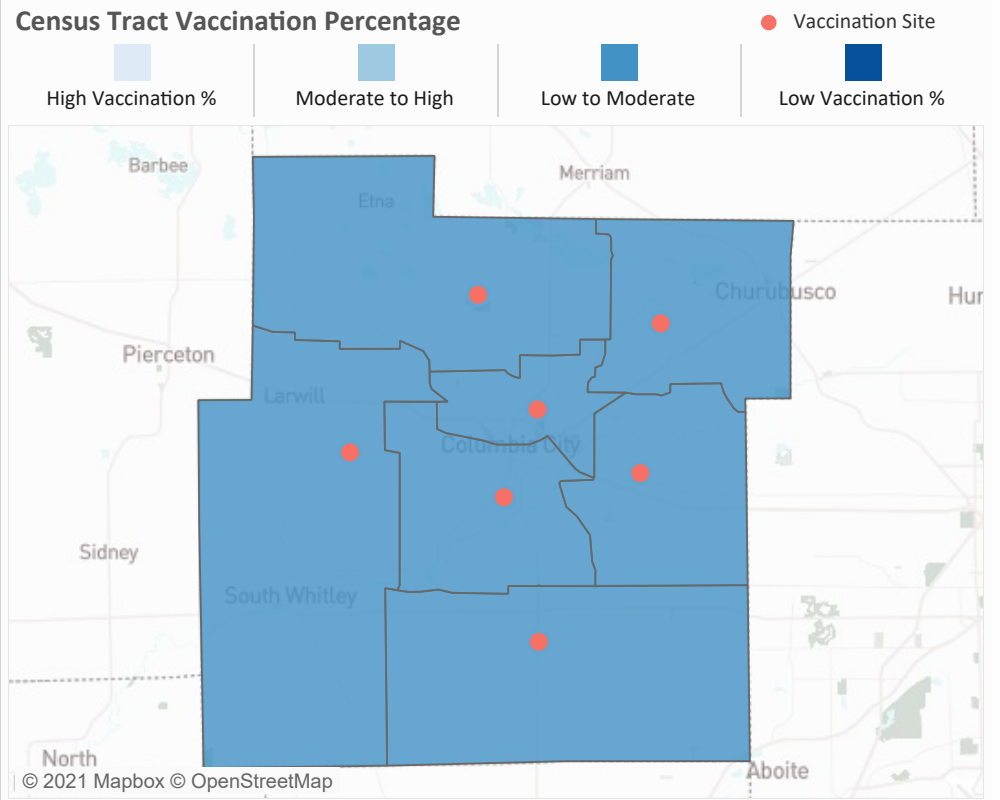 Census Tract Vaccination Percentage
Vaccination Site
High Vaccination %
Moderate to High
Low to Moderate
Low Vaccination %
Barbee
Merriam
Etna
Churubusco
Hur
Pierceton
Larwill
Columbia City
Sidney
South Whitley
North
Aboite
© 2021 Mapbox © OpenStreetMap